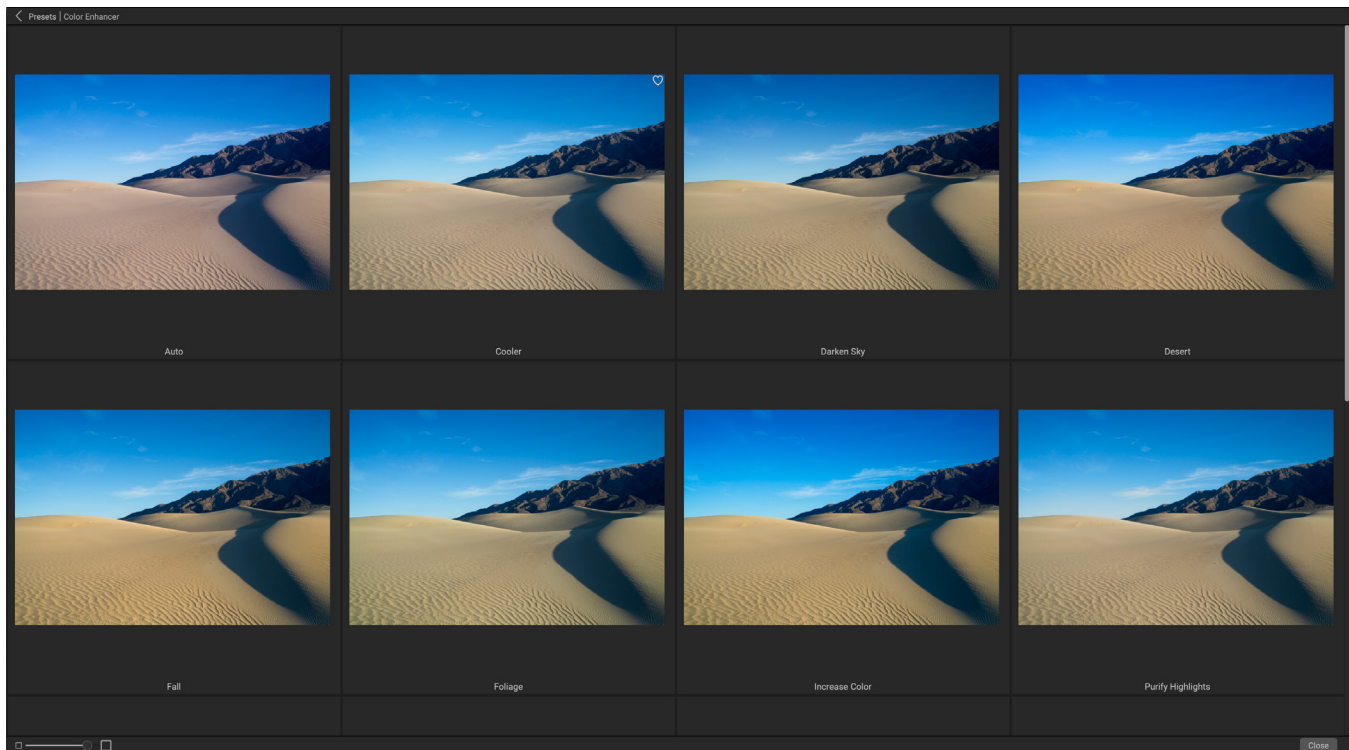 Presets | Color Enhancer
Auto
Cooler
Darken Sky
Desert
Fall
Foliage
Increase Color
Purify Highlights
Close